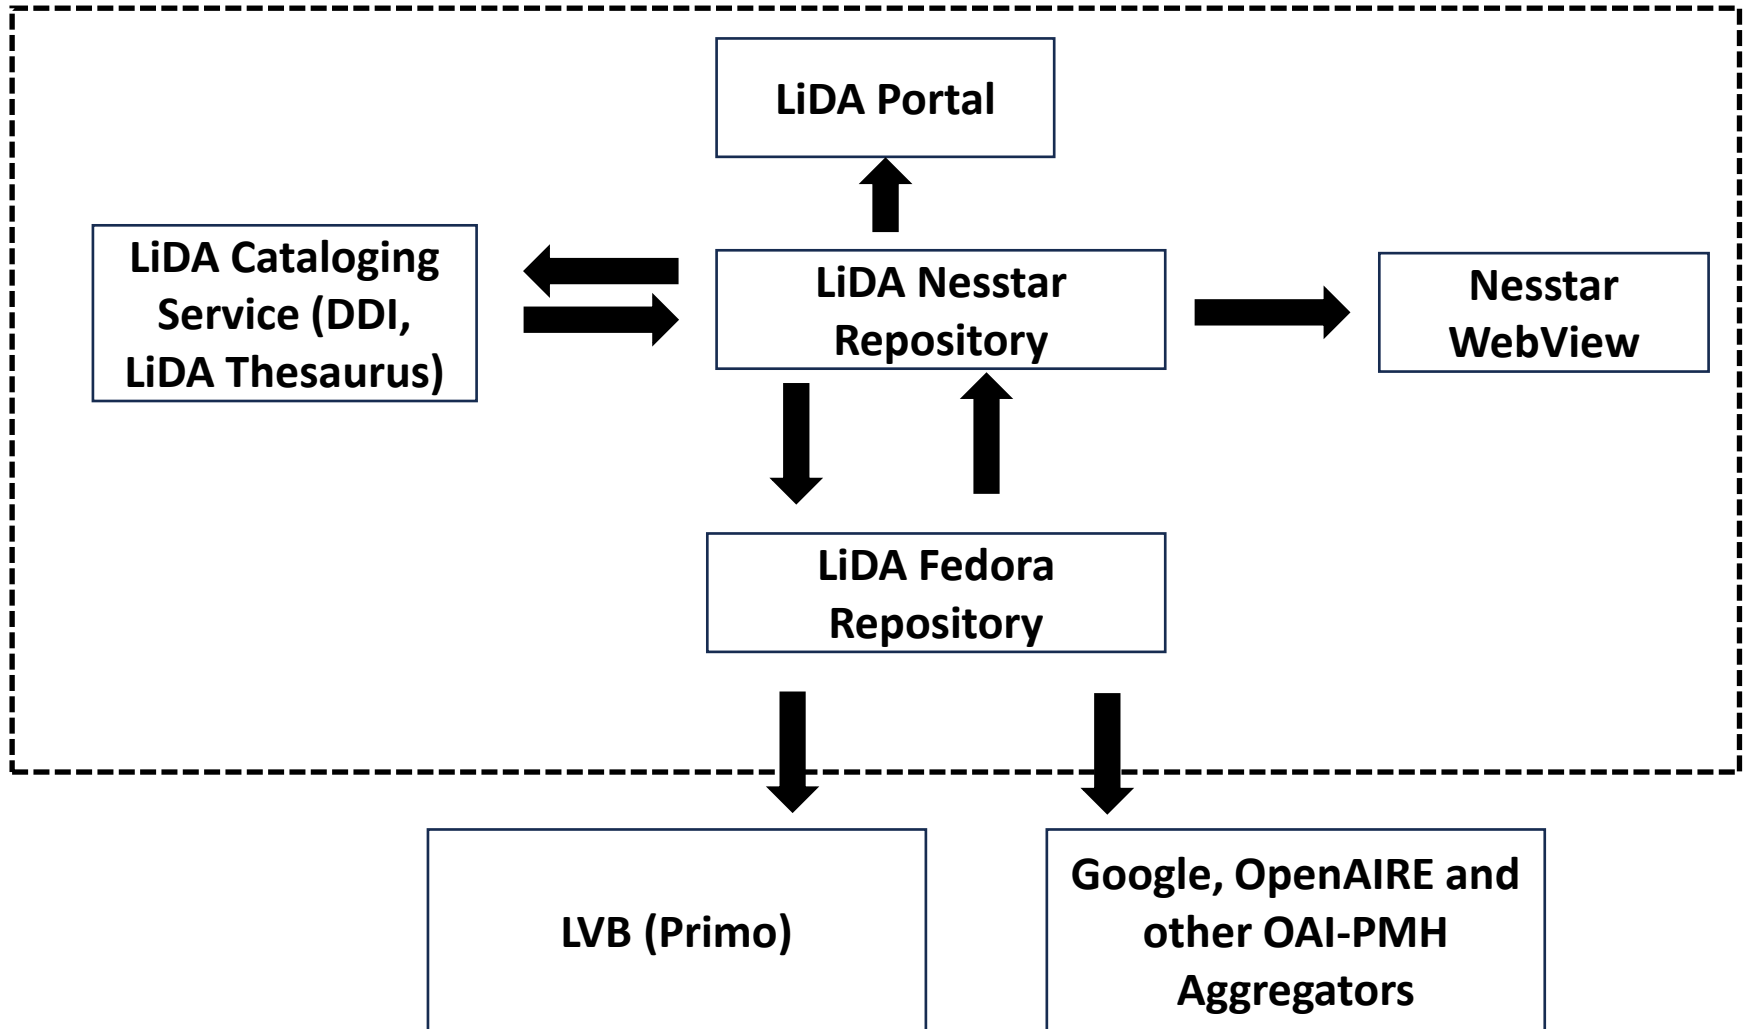 LiDA Portal
LiDA Cataloging
Service (DDI,
LiDA Thesaurus)
LiDA Nesstar
Repository
Nesstar
WebView
LiDA Fedora
Repository
LVB (Primo)
Google, OpenAIRE and
other OAI-PMH
Aggregators